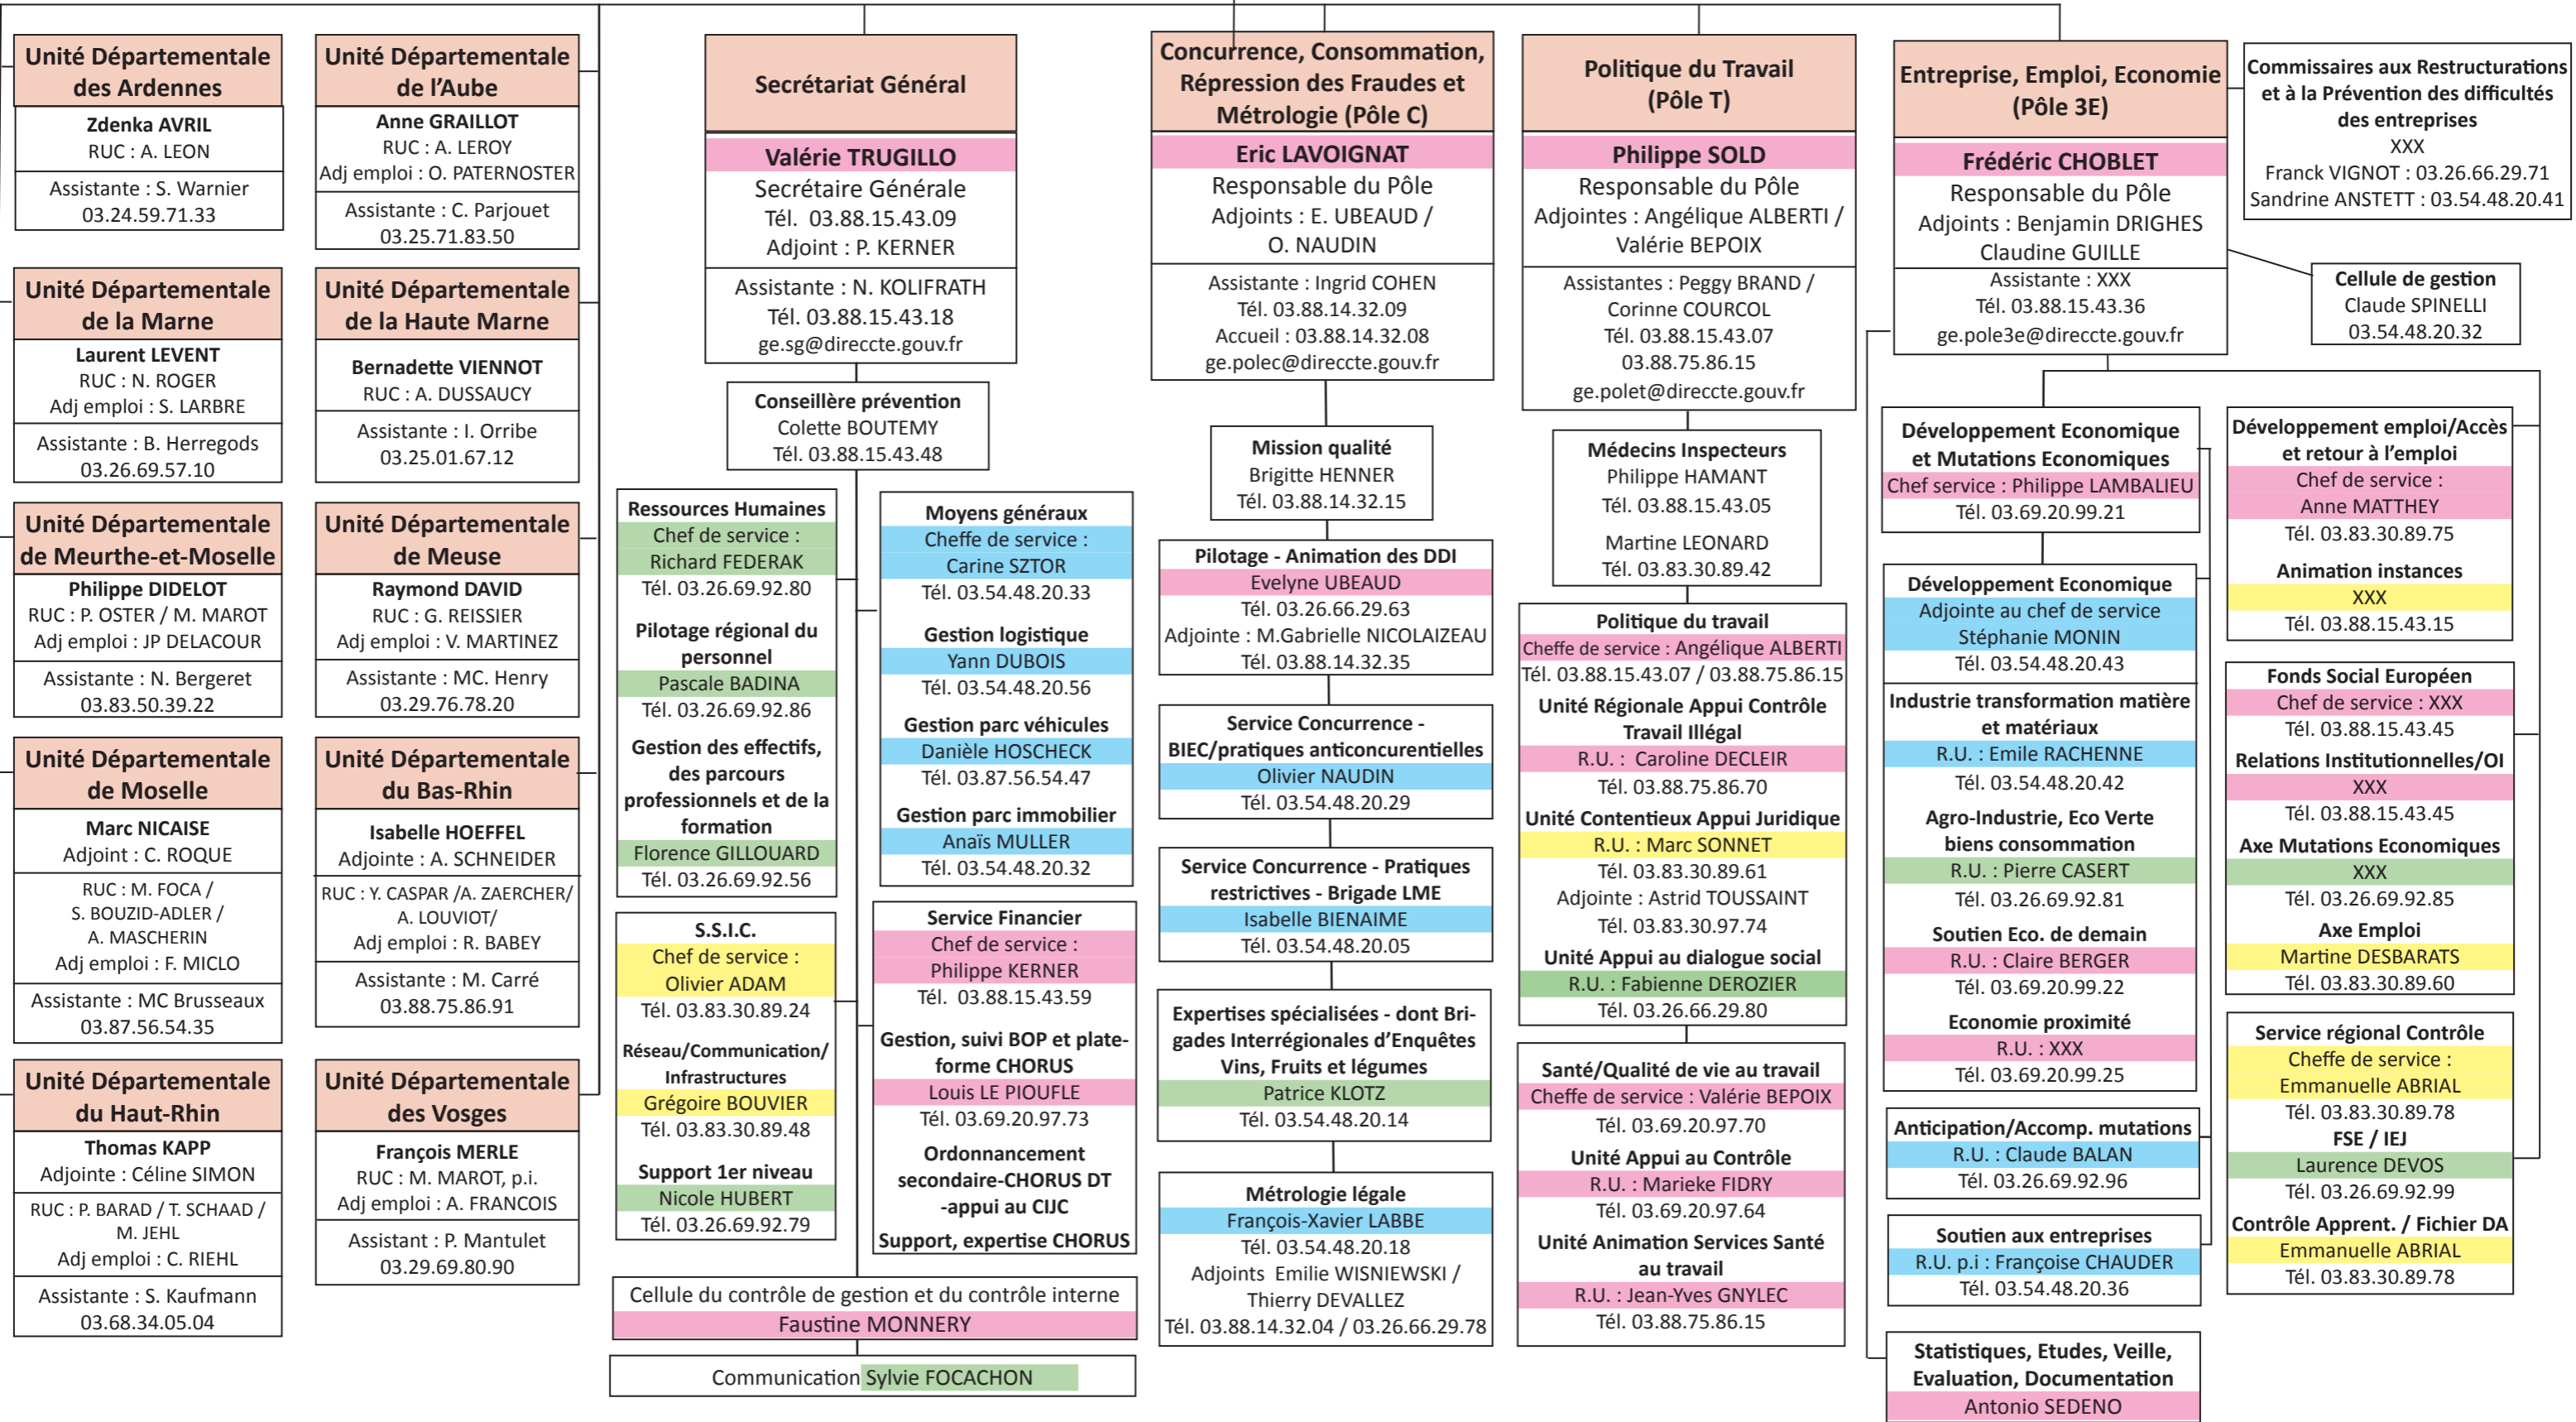 Unité Départementale
des Ardennes
Zdenka AVRIL
RUC : A. LEON
Assistante : S. Warnier
03.24.59.71.33
Unité Départementale
de l’Aube
Anne GRAILLOT
RUC : A. LEROY
Adj emploi : O. PATERNOSTER
Assistante : C. Parjouet
03.25.71.83.50
Unité Départementale
de la Marne
Laurent LEVENT
RUC : N. ROGER
Adj emploi : S. LARBRE
Assistante : B. Herregods
03.26.69.57.10
Unité Départementale
de la Haute Marne
Bernadette VIENNOT
RUC : A. DUSSAUCY
Assistante : I. Orribe
03.25.01.67.12
Unité Départementale
de Meurthe-et-Moselle
Philippe DIDELOT
RUC : P. OSTER / M. MAROT
Adj emploi : JP DELACOUR
Assistante : N. Bergeret
03.83.50.39.22
Unité Départementale
de Meuse
Raymond DAVID
RUC : G. REISSIER
Adj emploi : V. MARTINEZ
Assistante : MC. Henry
03.29.76.78.20
Unité Départementale
de Moselle
Marc NICAISE
Adjoint : C. ROQUE
RUC : M. FOCA /
S. BOUZID-ADLER /
A. MASCHERIN
Adj emploi : F. MICLO
Assistante : MC Brusseaux
03.87.56.54.35
Unité Départementale
du Bas-Rhin
Isabelle HOEFFEL
Adjointe : A. SCHNEIDER
RUC : Y. CASPAR /A. ZAERCHER/
A. LOUVIOT/
Adj emploi : R. BABEY
Assistante : M. Carré
03.88.75.86.91
Unité Départementale
du Haut-Rhin
Thomas KAPP
Adjointe : Céline SIMON
RUC : P. BARAD / T. SCHAAD /
M. JEHL
Adj emploi : C. RIEHL
Assistante : S. Kaufmann
03.68.34.05.04
Unité Départementale
des Vosges
François MERLE
RUC : M. MAROT, p.i.
Adj emploi : A. FRANCOIS
Assistant : P. Mantulet
03.29.69.80.90
Secrétariat Général
Valérie TRUGILLO
Secrétaire Générale
Tél. 03.88.15.43.09
Adjoint : P. KERNER
Assistante : N. KOLIFRATH
Tél. 03.88.15.43.18
ge.sg@direccte.gouv.fr
Conseillère prévention
Colette BOUTEMY
Tél. 03.88.15.43.48
Ressources Humaines
Chef de service :
Richard FEDERAK
Tél. 03.26.69.92.80
Pilotage régional du
personnel
Pascale BADINA
Tél. 03.26.69.92.86
Gestion des effectifs,
des parcours
professionnels et de la
formation
Florence GILLOUARD
Tél. 03.26.69.92.56
Moyens généraux
Cheffe de service :
Carine SZTOR
Tél. 03.54.48.20.33
Gestion logistique
Yann DUBOIS
Tél. 03.54.48.20.56
Gestion parc véhicules
Danièle HOSCHECK
Tél. 03.87.56.54.47
Gestion parc immobilier
Anaïs MULLER
Tél. 03.54.48.20.32
S.S.I.C.
Chef de service :
Olivier ADAM
Tél. 03.83.30.89.24
Réseau/Communication/
Infrastructures
Grégoire BOUVIER
Tél. 03.83.30.89.48
Support 1er niveau
Nicole HUBERT
Tél. 03.26.69.92.79
Service Financier
Chef de service :
Philippe KERNER
Tél. 03.88.15.43.59
Gestion, suivi BOP et plate-
forme CHORUS
Louis LE PIOUFLE
Tél. 03.69.20.97.73
Ordonnancement
secondaire-CHORUS DT
-appui au CIJC
Support, expertise CHORUS
Cellule du contrôle de gestion et du contrôle interne
Faustine MONNERY
Communication Sylvie FOCACHON
Concurrence, Consommation,
Répression des Fraudes et
Métrologie (Pôle C)
Eric LAVOIGNAT
Responsable du Pôle
Adjoints : E. UBEAUD /
O. NAUDIN
Assistante : Ingrid COHEN
Tél. 03.88.14.32.09
Accueil : 03.88.14.32.08
ge.polec@direccte.gouv.fr
Mission qualité
Brigitte HENNER
Tél. 03.88.14.32.15
Pilotage - Animation des DDI
Evelyne UBEAUD
Tél. 03.26.66.29.63
Adjointe : M.Gabrielle NICOLAIZEAU
Tél. 03.88.14.32.35
Service Concurrence -
BIEC/pratiques anticoncurentielles
Olivier NAUDIN
Tél. 03.54.48.20.29
Service Concurrence - Pratiques
restrictives - Brigade LME
Isabelle BIENAIME
Tél. 03.54.48.20.05
Expertises spécialisées - dont Bri-
gades Interrégionales d’Enquêtes
Vins, Fruits et légumes
Patrice KLOTZ
Tél. 03.54.48.20.14
Métrologie légale
François-Xavier LABBE
Tél. 03.54.48.20.18
Adjoints Emilie WISNIEWSKI /
Thierry DEVALLEZ
Tél. 03.88.14.32.04 / 03.26.66.29.78
Politique du Travail
(Pôle T)
Philippe SOLD
Responsable du Pôle
Adjointes : Angélique ALBERTI /
Valérie BEPOIX
Assistantes : Peggy BRAND /
Corinne COURCOL
Tél. 03.88.15.43.07
03.88.75.86.15
ge.polet@direccte.gouv.fr
Médecins Inspecteurs
Philippe HAMANT
Tél. 03.88.15.43.05
Martine LEONARD
Tél. 03.83.30.89.42
Politique du travail
Cheffe de service : Angélique ALBERTI
Tél. 03.88.15.43.07 / 03.88.75.86.15
Unité Régionale Appui Contrôle
Travail Illégal
R.U. : Caroline DECLEIR
Tél. 03.88.75.86.70
Unité Contentieux Appui Juridique
R.U. : Marc SONNET
Tél. 03.83.30.89.61
Adjointe : Astrid TOUSSAINT
Tél. 03.83.30.97.74
Unité Appui au dialogue social
R.U. : Fabienne DEROZIER
Tél. 03.26.66.29.80
Santé/Qualité de vie au travail
Cheffe de service : Valérie BEPOIX
Tél. 03.69.20.97.70
Unité Appui au Contrôle
R.U. : Marieke FIDRY
Tél. 03.69.20.97.64
Unité Animation Services Santé
au travail
R.U. : Jean-Yves GNYLEC
Tél. 03.88.75.86.15
Entreprise, Emploi, Economie
(Pôle 3E)
Frédéric CHOBLET
Responsable du Pôle
Adjoints : Benjamin DRIGHES
Claudine GUILLE
Assistante : XXX
Tél. 03.88.15.43.36
ge.pole3e@direccte.gouv.fr
Commissaires aux Restructurations
et à la Prévention des difficultés
des entreprises
XXX
Franck VIGNOT : 03.26.66.29.71
Sandrine ANSTETT : 03.54.48.20.41
Cellule de gestion
Claude SPINELLI
03.54.48.20.32
Développement Economique
et Mutations Economiques
Chef service : Philippe LAMBALIEU
Tél. 03.69.20.99.21
Développement Economique
Adjointe au chef de service
Stéphanie MONIN
Tél. 03.54.48.20.43
Industrie transformation matière
et matériaux
R.U. : Emile RACHENNE
Tél. 03.54.48.20.42
Agro-Industrie, Eco Verte
biens consommation
R.U. : Pierre CASERT
Tél. 03.26.69.92.81
Soutien Eco. de demain
R.U. : Claire BERGER
Tél. 03.69.20.99.22
Economie proximité
R.U. : XXX
Tél. 03.69.20.99.25
Anticipation/Accomp. mutations
R.U. : Claude BALAN
Tél. 03.26.69.92.96
Soutien aux entreprises
R.U. p.i : Françoise CHAUDER
Tél. 03.54.48.20.36
Statistiques, Etudes, Veille,
Evaluation, Documentation
Antonio SEDENO
Développement emploi/Accès
et retour à l’emploi
Chef de service :
Anne MATTHEY
Tél. 03.83.30.89.75
Animation instances
XXX
Tél. 03.88.15.43.15
Fonds Social Européen
Chef de service : XXX
Tél. 03.88.15.43.45
Relations Institutionnelles/OI
XXX
Tél. 03.88.15.43.45
Axe Mutations Economiques
XXX
Tél. 03.26.69.92.85
Axe Emploi
Martine DESBARATS
Tél. 03.83.30.89.60
Service régional Contrôle
Cheffe de service :
Emmanuelle ABRIAL
Tél. 03.83.30.89.78
FSE / IEJ
Laurence DEVOS
Tél. 03.26.69.92.99
Contrôle Apprent. / Fichier DA
Emmanuelle ABRIAL
Tél. 03.83.30.89.78